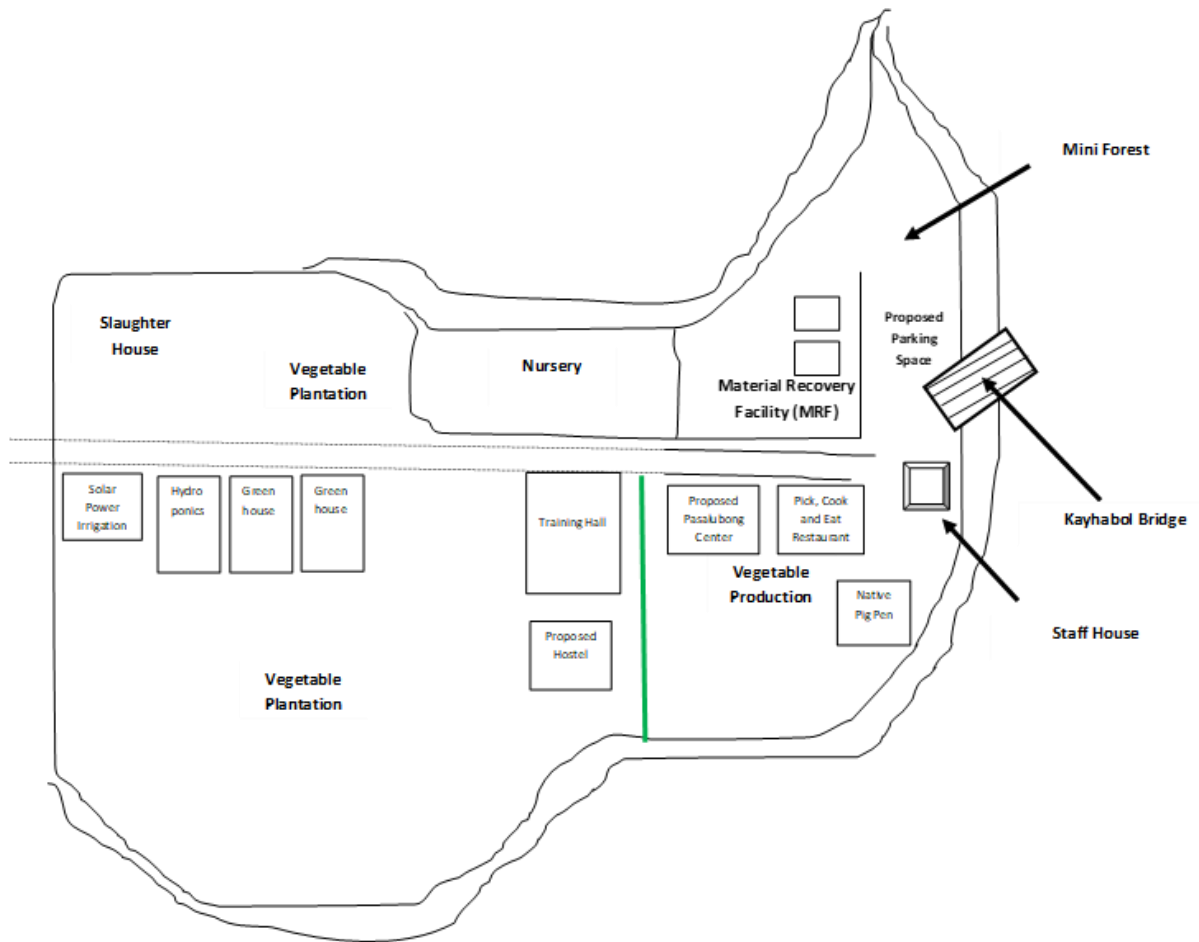 Mini Forest
Slaughter
House
Proposed
Parking
Space
Vegetable
Plantation
Nursery
Material Recovery
Facility (MRF)
Solar
Power
Irrigation
Hydro
ponics
Green
house
Green
house
Training Hall
Proposed
Pasalubong
Center
Pick, Cook
and Eat
Restaurant
Kayhabol Bridge
Vegetable
Production
Native
Pig Pen
Proposed
Hostel
Staff House
Vegetable
Plantation